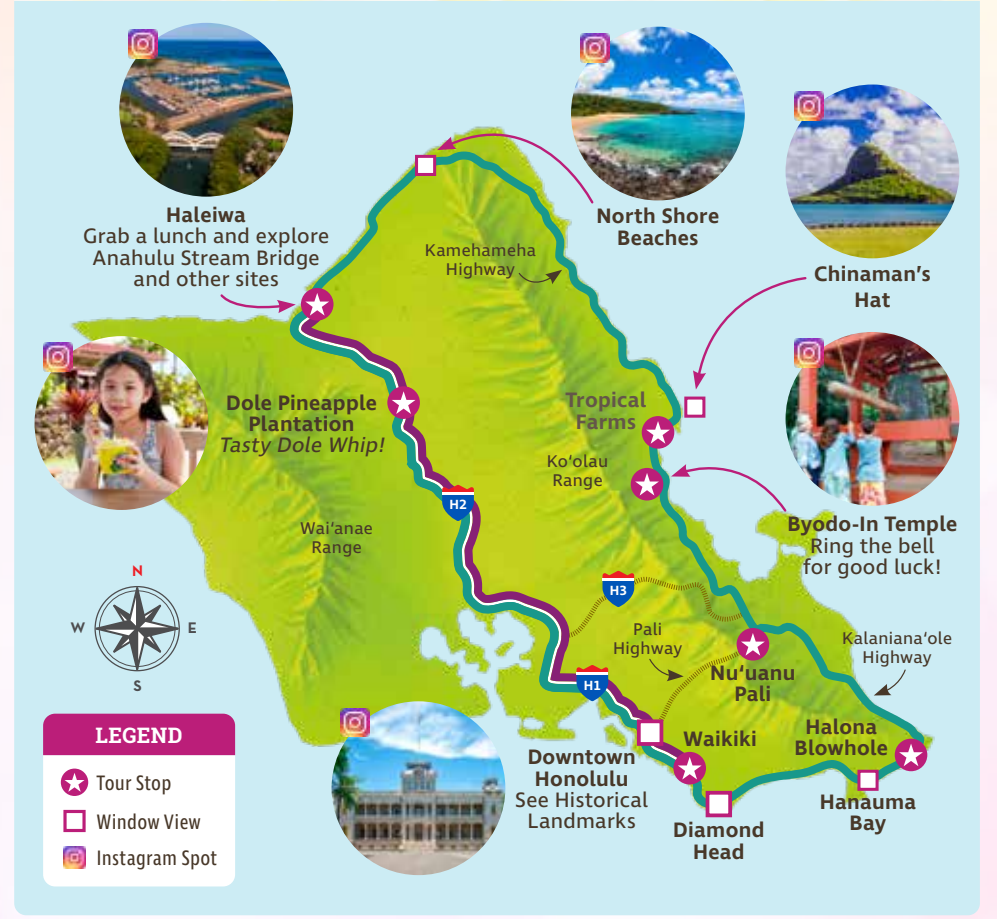 Haleiwa
Grab a lunch and explore
Anahulu Stream Bridge
and other sites
North Shore
Beaches
Chinaman's
Hat
Kamehameha
Highway
Dole Pineapple
Plantation
Tasty Dole Whip!
Tropical
Farms
Ko‘olau
Range
H2
Wai‘anae
Range
Byodo-In Temple
Ring the bell
for good luck!
N
W
E
S
H3
Pali
Highway
Nu‘uanu
Pali
Kalaniana‘ole
Highway
H1
LEGEND
Tour Stop
Window View
Instagram Spot
Downtown
Honolulu
See Historical
Landmarks
Waikiki
Halona
Blowhole
Hanauma
Bay
Diamond
Head